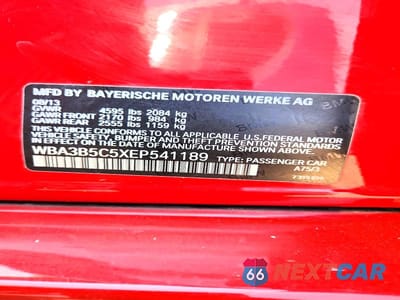 MFD BY BAYERISCHE MOTOREN WERKE AG
08/13
GVWR 4595 lbs 2084 kg
GAWR FRONT 2170 lbs 984 kg
GAWR REAR 2555 lbs 1159 kg
THIS VEHICLE CONFORMS TO ALL APPLICABLE U.S. FEDERAL MOTOR
VEHICLE SAFETY, BUMPER AND THEFT PREVENTION STANDARDS
IN EFFECT ON THE DATE OF MANUFACTURE SHOWN ABOVE.
WBA3B5C5XEP541189 TYPE: PASSENGER CAR
A75/3
66 NEXTCAR